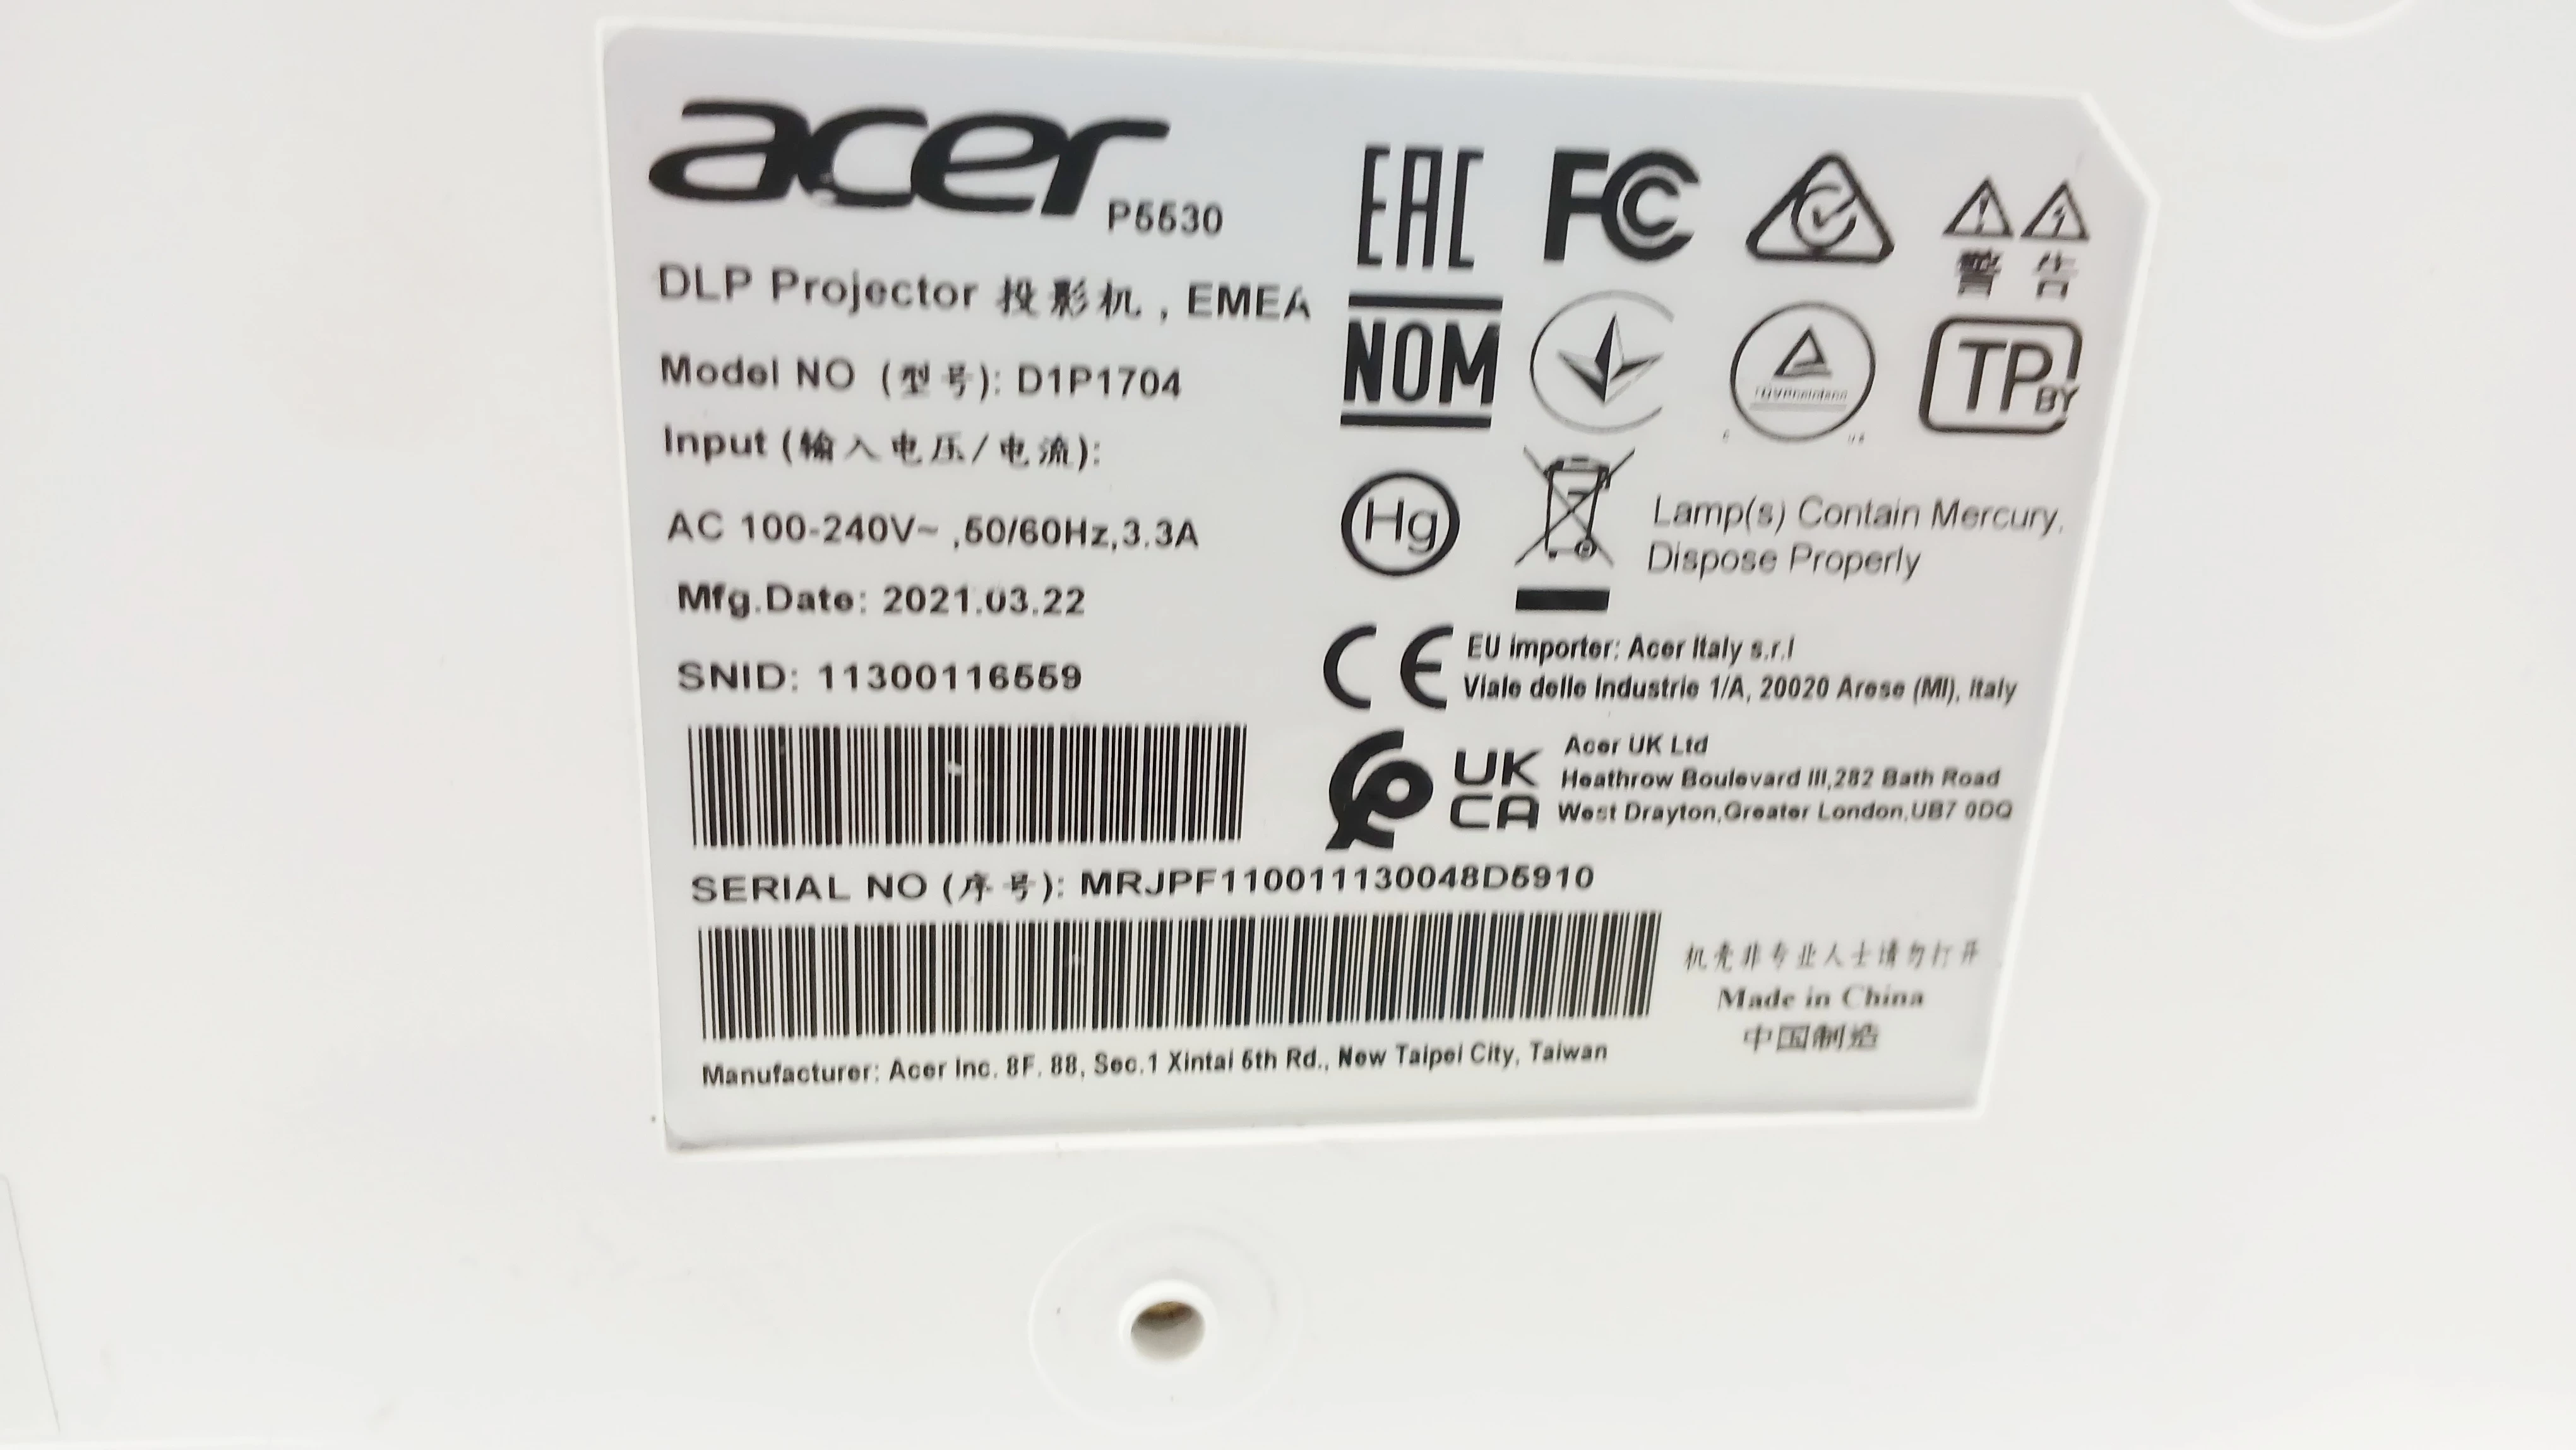 acer
P5530
DLP Projector 投影机 , EMEA
Model NO (型号): D1P1704
Input (输入电压/电流):
AC 100-240V~ ,50/60Hz,3.3A
Mfg.Date: 2021.03.22
SNID: 11300116559
SERIAL NO (序号): MRJPF110011130048D5910
Manufacturer: Acer Inc. 8F. 88, Sec.1 Xintai 5th Rd., New Taipei City, Taiwan
EAC
FC
警 告
NOM
TP BY
Hg
Lamp(s) Contain Mercury.
Dispose Properly
CE
EU importer: Acer Italy s.r.l
Viale delle Industrie 1/A, 20020 Arese (MI), Italy
UK
CA
Acer UK Ltd
Heathrow Boulevard III,282 Bath Road
West Drayton,Greater London,UB7 0DQ
机壳非专业人士请勿打开
Made in China
中国制造